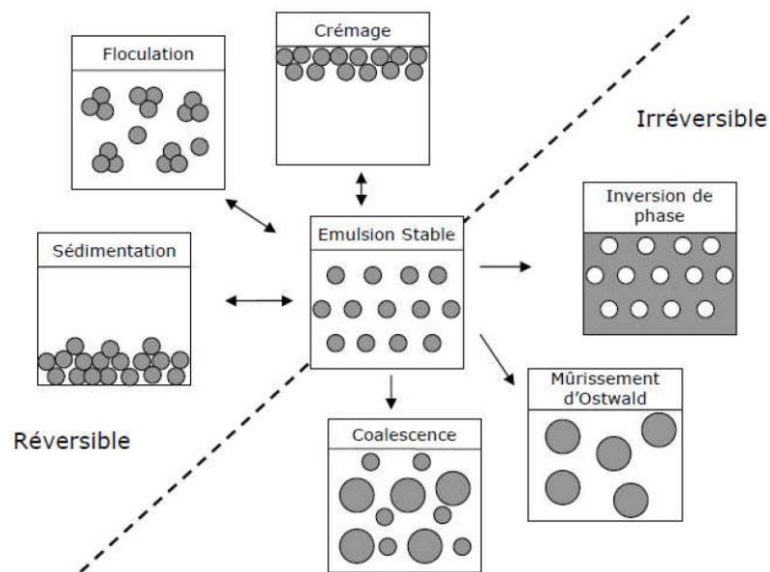 Crémage
Floculation
Irréversible
Inversion de
phase
Emulsion Stable
Sédimentation
Mûrissement
d'Ostwald
Réversible
Coalescence